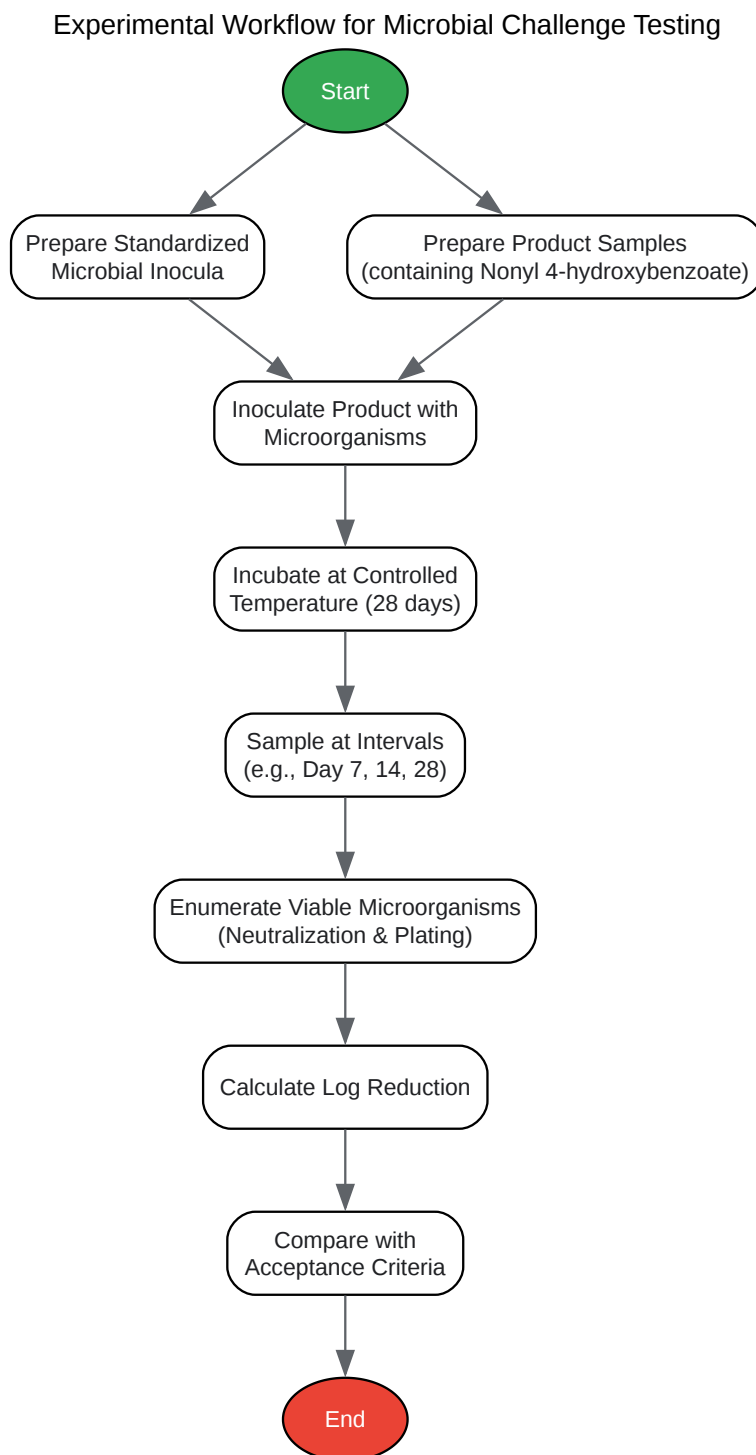 Experimental Workflow for Microbial Challenge Testing
Start
Prepare Standardized
Microbial Inocula
Prepare Product Samples
(containing Nonyl 4-hydroxybenzoate)
Inoculate Product with
Microorganisms
Incubate at Controlled
Temperature (28 days)
Sample at Intervals
(e.g., Day 7, 14, 28)
Enumerate Viable Microorganisms
(Neutralization & Plating)
Calculate Log Reduction
Compare with
Acceptance Criteria
End